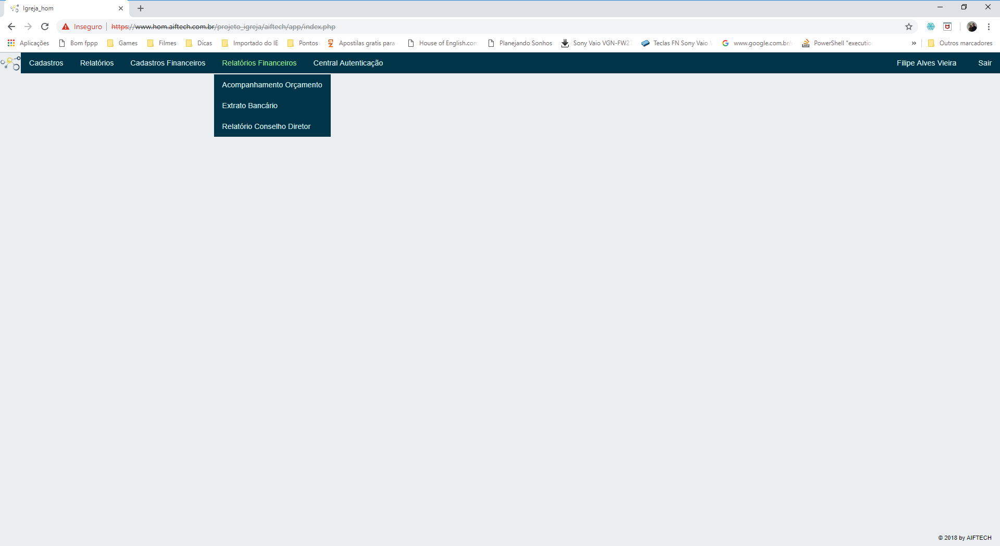 Igreja_hom
Inseguro https://www.hom.aiftech.com.br/projeto_igreja/aiftech/app/index.php
Aplicações Bom fppp Games Filmes Dicas Importado do IE Pontos Apostilas gratis para House of English.com Planejando Sonhos Sony Vaio VGN-FW27 Teclas FN Sony Vaio www.google.com.br/ PowerShell "executio » Outros marcadores
Cadastros Relatórios Cadastros Financeiros Relatórios Financeiros Central Autenticação Filipe Alves Vieira Sair
Acompanhamento Orçamento
Extrato Bancário
Relatório Conselho Diretor
© 2018 by AIFTECH